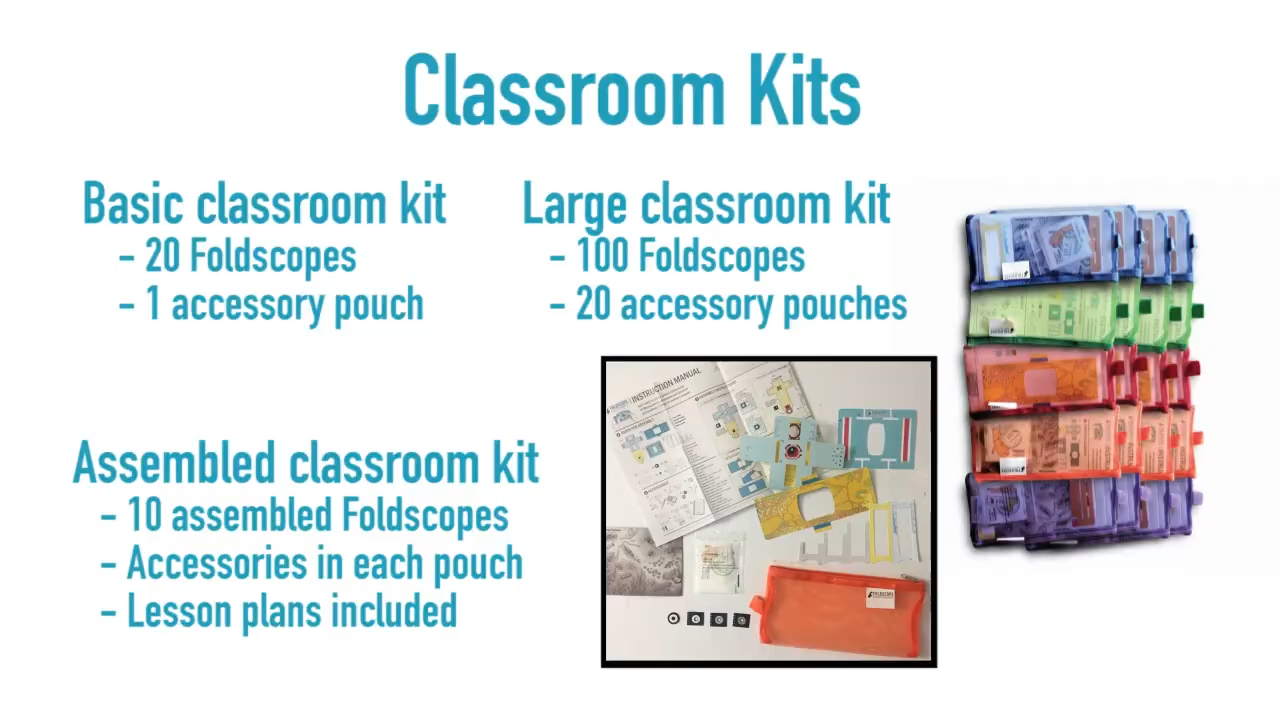 Classroom Kits
Basic classroom kit
- 20 Foldscopes
- 1 accessory pouch
Large classroom kit
- 100 Foldscopes
- 20 accessory pouches
Assembled classroom kit
- 10 assembled Foldscopes
- Accessories in each pouch
- Lesson plans included
INSTRUCTION MANUAL
FOLDSCOPE